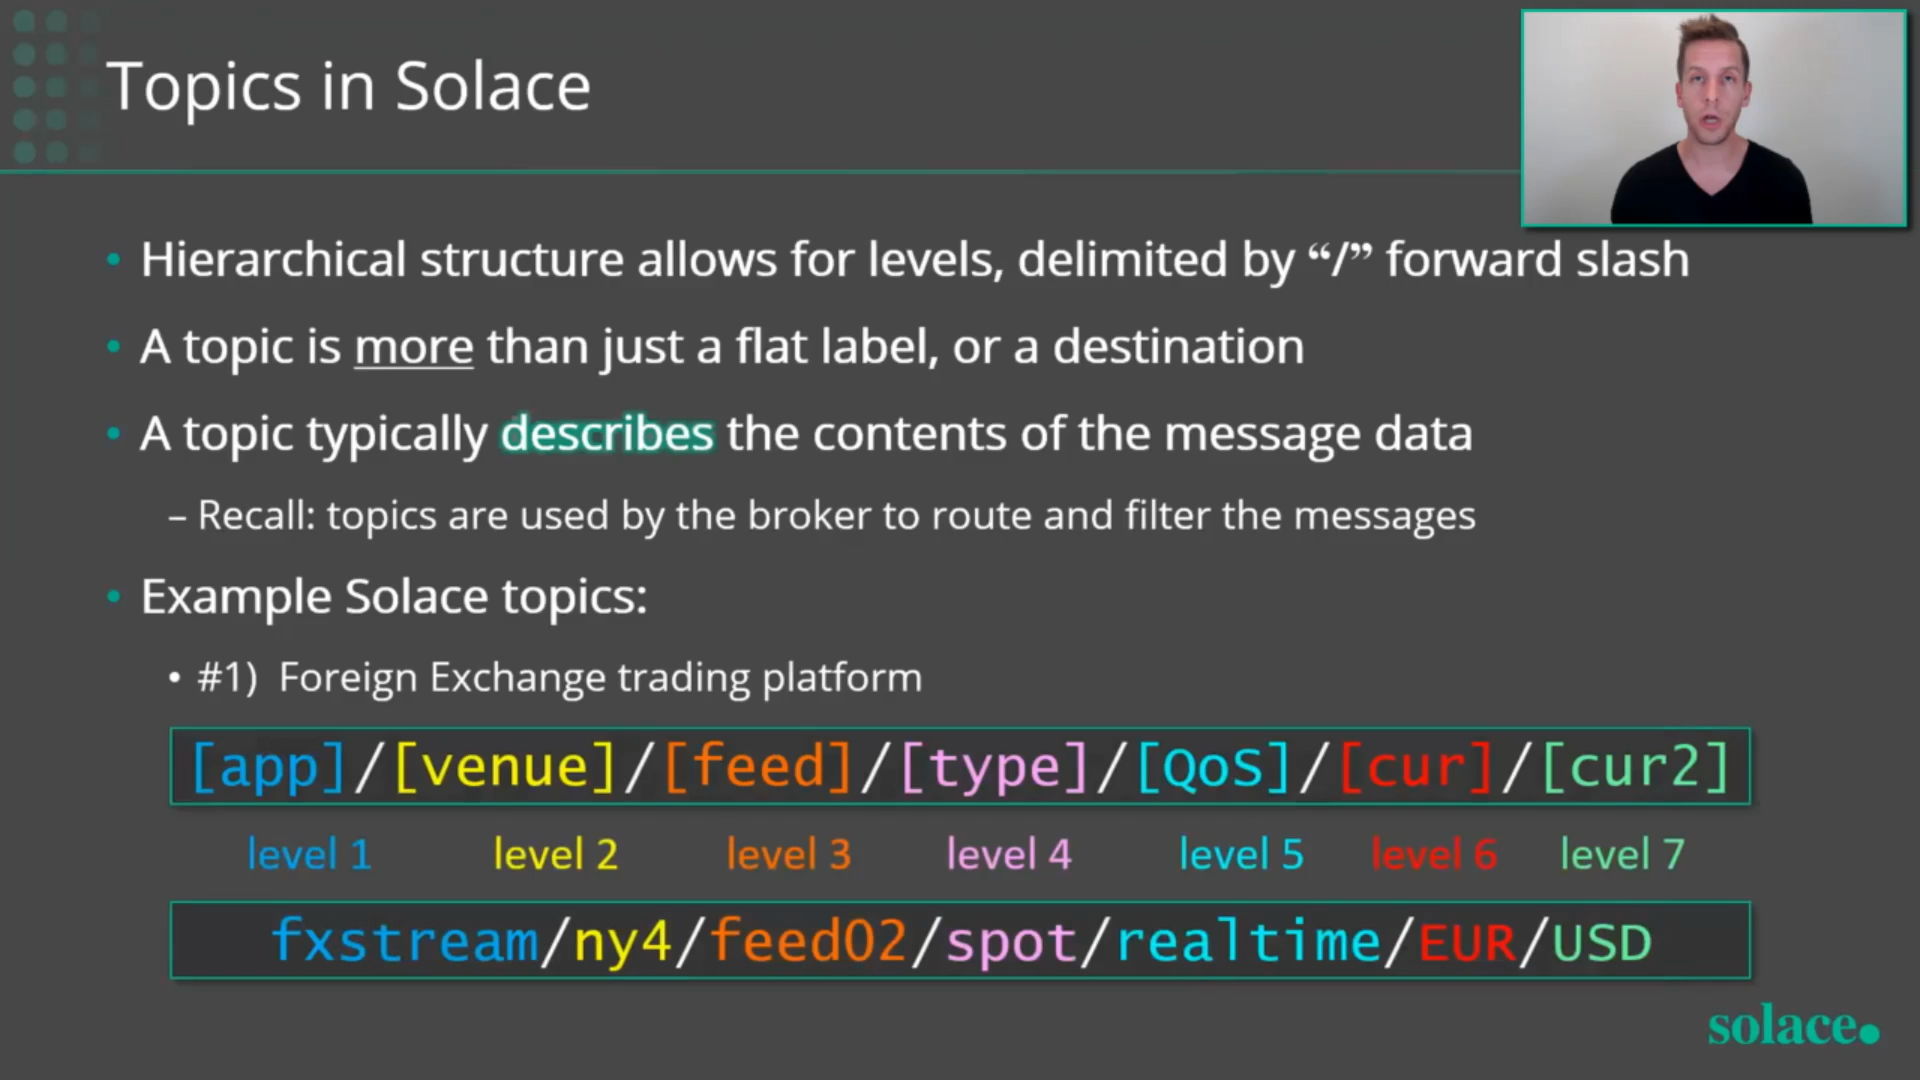 Topics in Solace
• Hierarchical structure allows for levels, delimited by “/” forward slash
• A topic is more than just a flat label, or a destination
• A topic typically describes the contents of the message data
– Recall: topics are used by the broker to route and filter the messages
• Example Solace topics:
• #1) Foreign Exchange trading platform
[app]/[venue]/[feed]/[type]/[QoS]/[cur]/[cur2]
level 1 level 2 level 3 level 4 level 5 level 6 level 7
fxstream/ny4/feed02/spot/realtime/EUR/USD
solace.